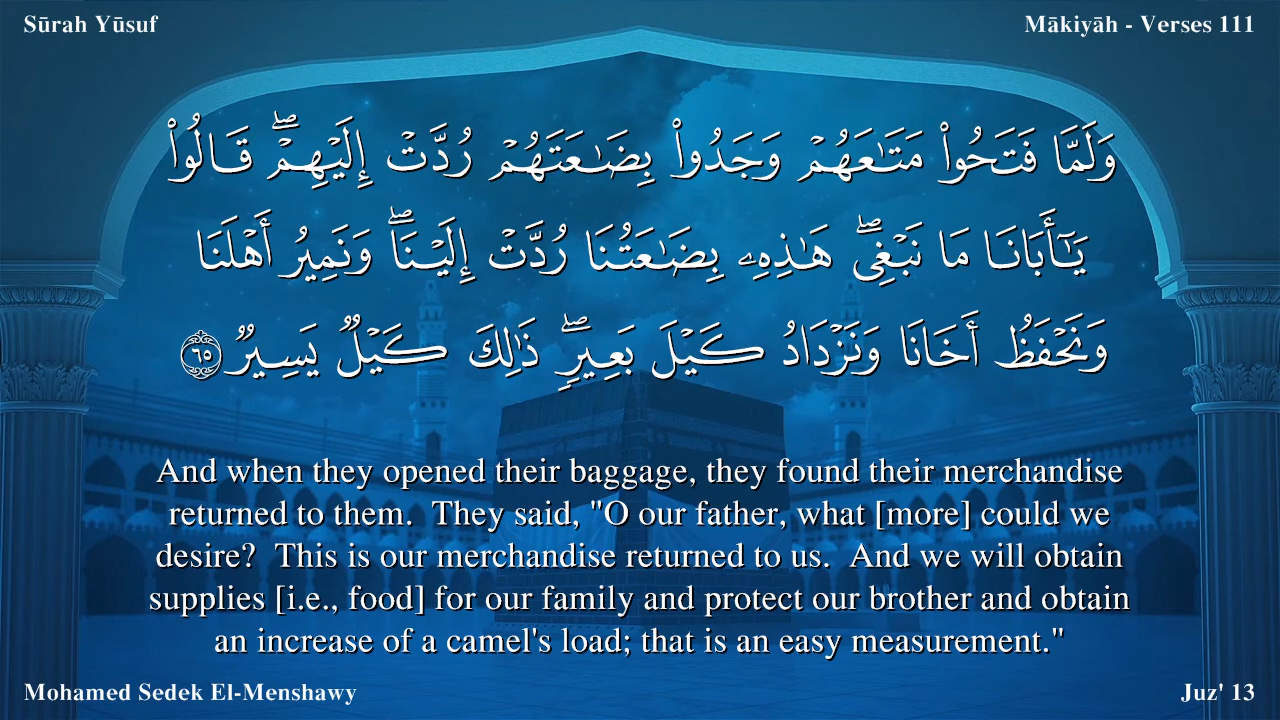 Sūrah Yūsuf
Mākiyāh - Verses 111
وَلَمَّا فَتَحُواْ مَتَـٰعَهُمْ وَجَدُواْ بِضَـٰعَتَهُمْ رُدَّتْ إِلَيْهِمْۖ قَالُواْ
يَـٰٓأَبَانَا مَا نَبْغِىۖ هَـٰذِهِۦ بِضَـٰعَتُنَا رُدَّتْ إِلَيْنَاۖ وَنَمِيرُ أَهْلَنَا
وَنَحْفَظُ أَخَانَا وَنَزْدَادُ كَيْلَ بَعِيرٍۖ ذَٰلِكَ كَيْلٌ يَسِيرٌ ٦٥
And when they opened their baggage, they found their merchandise
returned to them.  They said, "O our father, what [more] could we
desire?  This is our merchandise returned to us.  And we will obtain
supplies [i.e., food] for our family and protect our brother and obtain
an increase of a camel's load; that is an easy measurement."
Mohamed Sedek El-Menshawy
Juz' 13